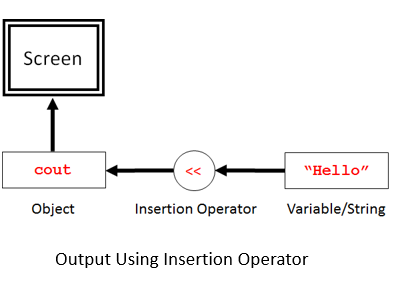 Screen
cout
<<
“Hello”
Object
Insertion Operator
Variable/String
Output Using Insertion Operator